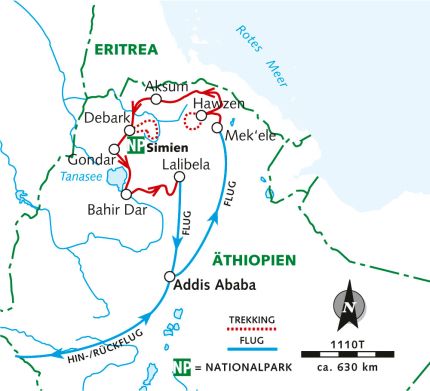 ERITREA
Rotes Meer
Aksum
Hawzen
Debark
Mek'ele
NP Simien
Gondar
Lalibela
Tanasee
Bahir Dar
FLUG
FLUG
ÄTHIOPIEN
Addis Ababa
HIN-/RÜCKFLUG
N
TREKKING
FLUG
1110T
NP = NATIONALPARK
ca. 630 km